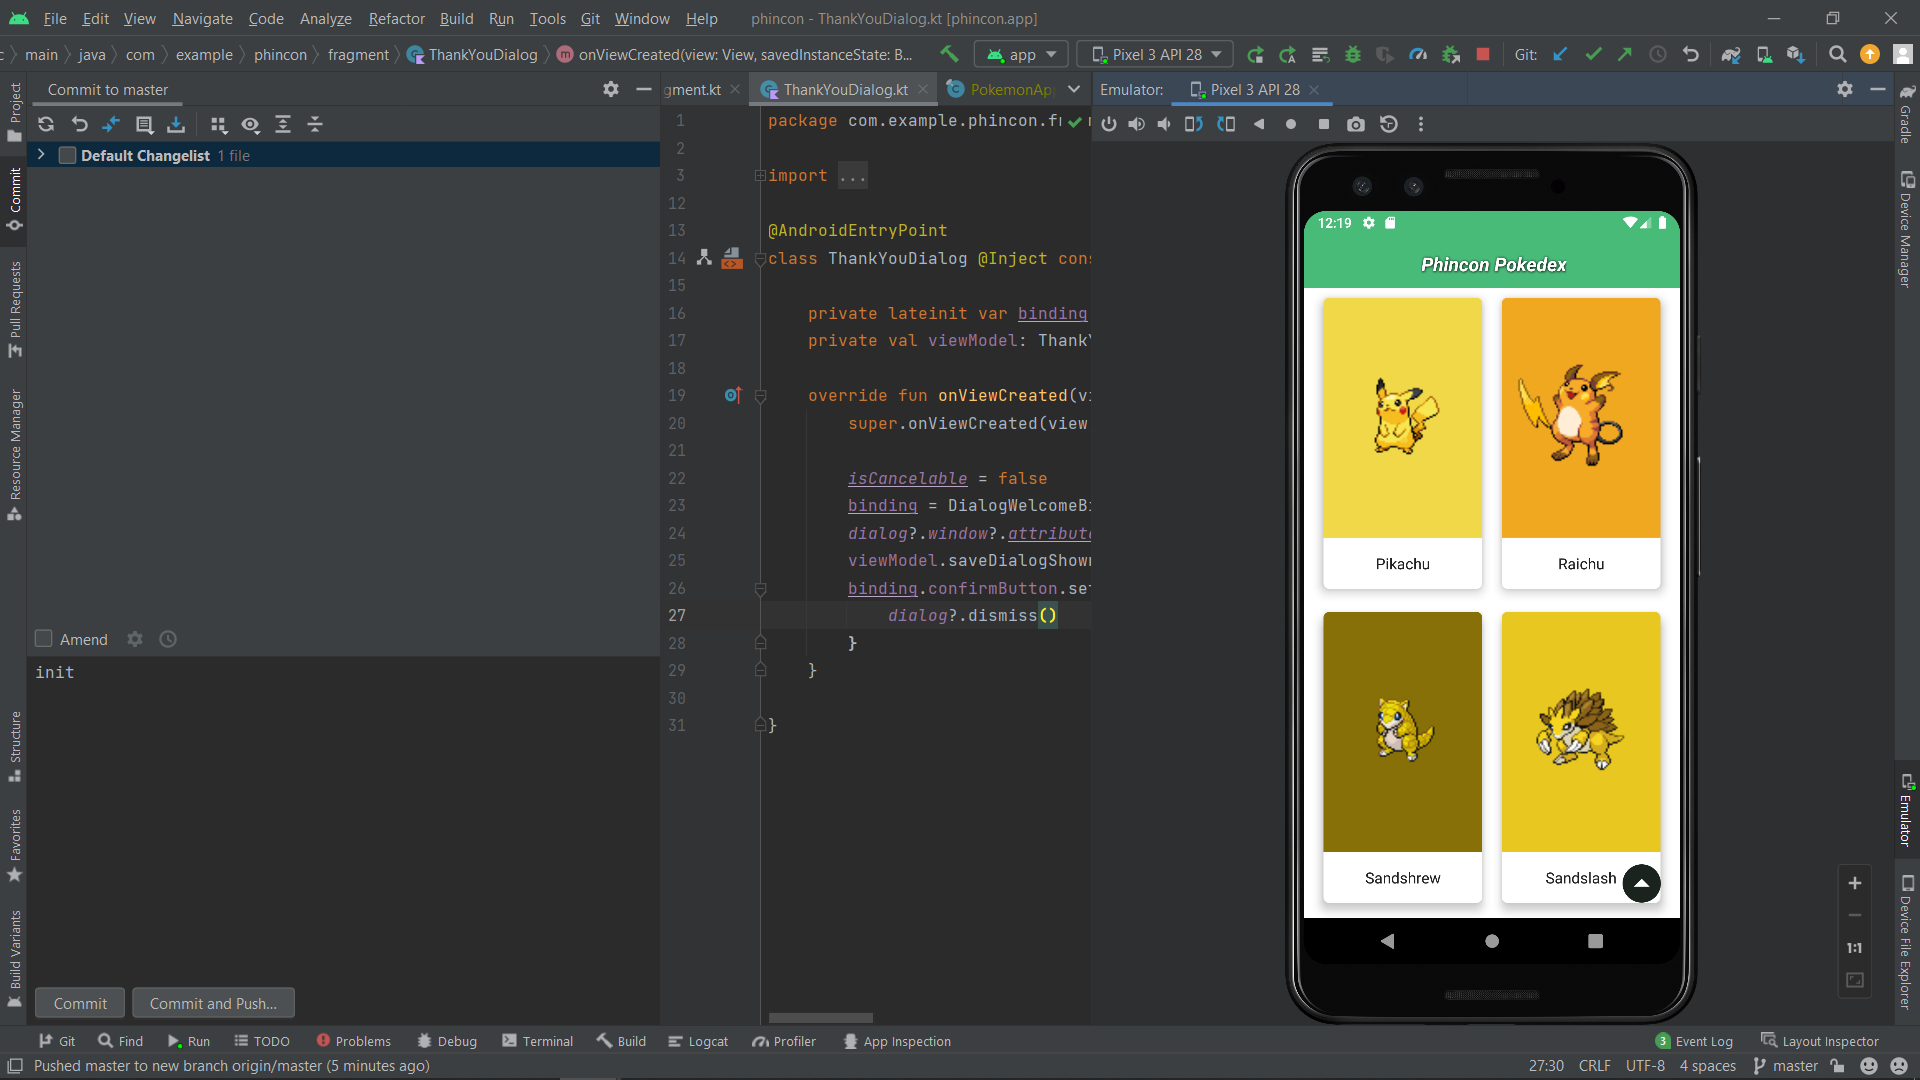 File Edit View Navigate Code Analyze Refactor Build Run Tools Git Window Help phincon - ThankYouDialog.kt [phincon.app]
main java com example phincon fragment ThankYouDialog m onViewCreated(view: View, savedInstanceState: B... app Pixel 3 API 28 Git:
Commit to master
gment.kt ThankYouDialog.kt PokemonAp
Emulator: Pixel 3 API 28
Default Changelist 1 file
Amend
init
Commit Commit and Push...
1 package com.example.phincon.fr
2
3 import ...
12
13 @AndroidEntryPoint
14 class ThankYouDialog @Inject cons
15
16 private lateinit var binding
17 private val viewModel: ThankY
18
19 override fun onViewCreated(vi
20 super.onViewCreated(view
21
22 isCancelable = false
23 binding = DialogWelcomeBi
24 dialog?.window?.attribute
25 viewModel.saveDialogShown
26 binding.confirmButton.set
27 dialog?.dismiss()
28 }
29 }
30
31 }
12:19
Phincon Pokedex
Pikachu
Raichu
Sandshrew
Sandslash
1:1
Project
Commit
Pull Requests
Resource Manager
Structure
Favorites
Build Variants
Gradle
Device Manager
Emulator
Device File Explorer
Git Find Run TODO Problems Debug Terminal Build Logcat Profiler App Inspection 3 Event Log Layout Inspector
Pushed master to new branch origin/master (5 minutes ago) 27:30 CRLF UTF-8 4 spaces master